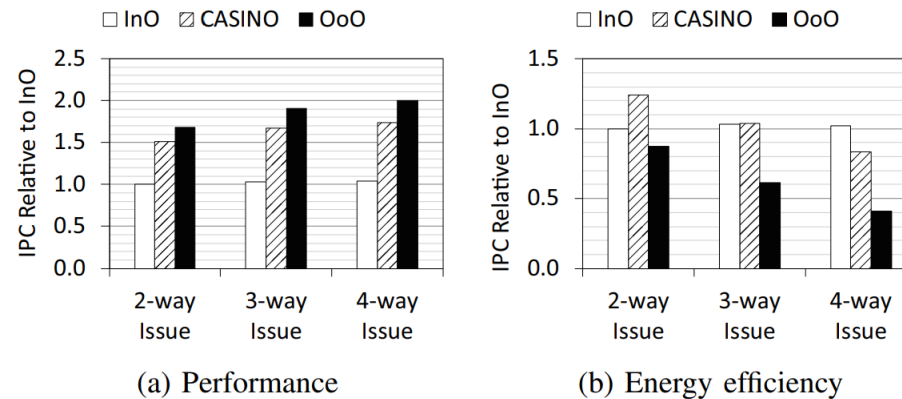 InO CASINO OoO
IPC Relative to InO
2.5
2.0
1.5
1.0
0.5
0.0
2-way Issue
3-way Issue
4-way Issue
(a) Performance
InO CASINO OoO
IPC Relative to InO
1.5
1.0
0.5
0.0
2-way Issue
3-way Issue
4-way Issue
(b) Energy efficiency